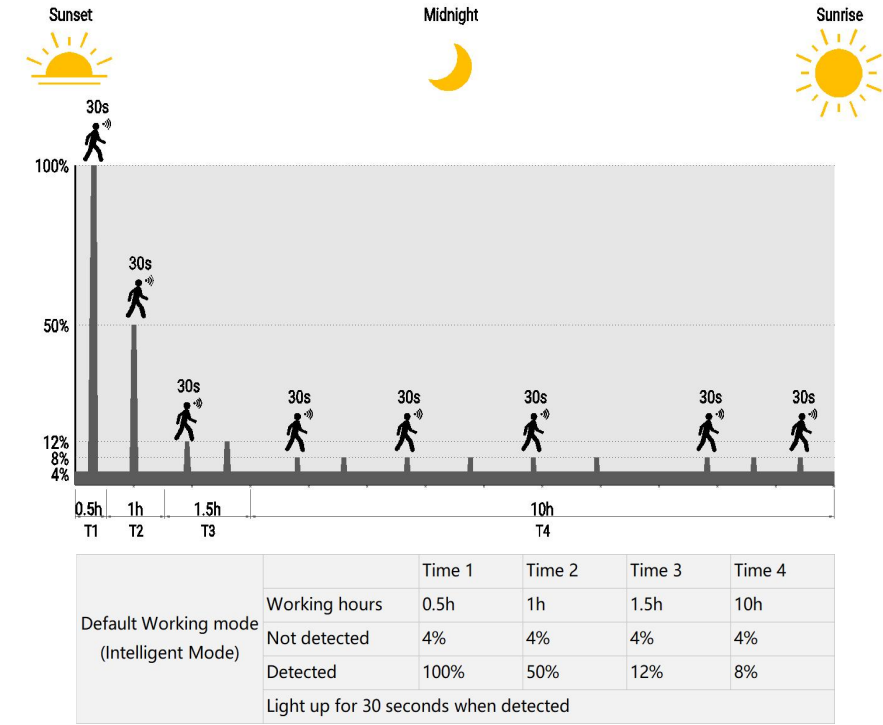 Sunset Midnight Sunrise
30s
100%
30s
50%
30s 30s 30s 30s 30s 30s
12%
8%
4%
0.5h 1h 1.5h 10h
T1 T2 T3 T4
Time 1 Time 2 Time 3 Time 4
Working hours 0.5h 1h 1.5h 10h
Default Working mode
(Intelligent Mode)
Not detected 4% 4% 4% 4%
Detected 100% 50% 12% 8%
Light up for 30 seconds when detected